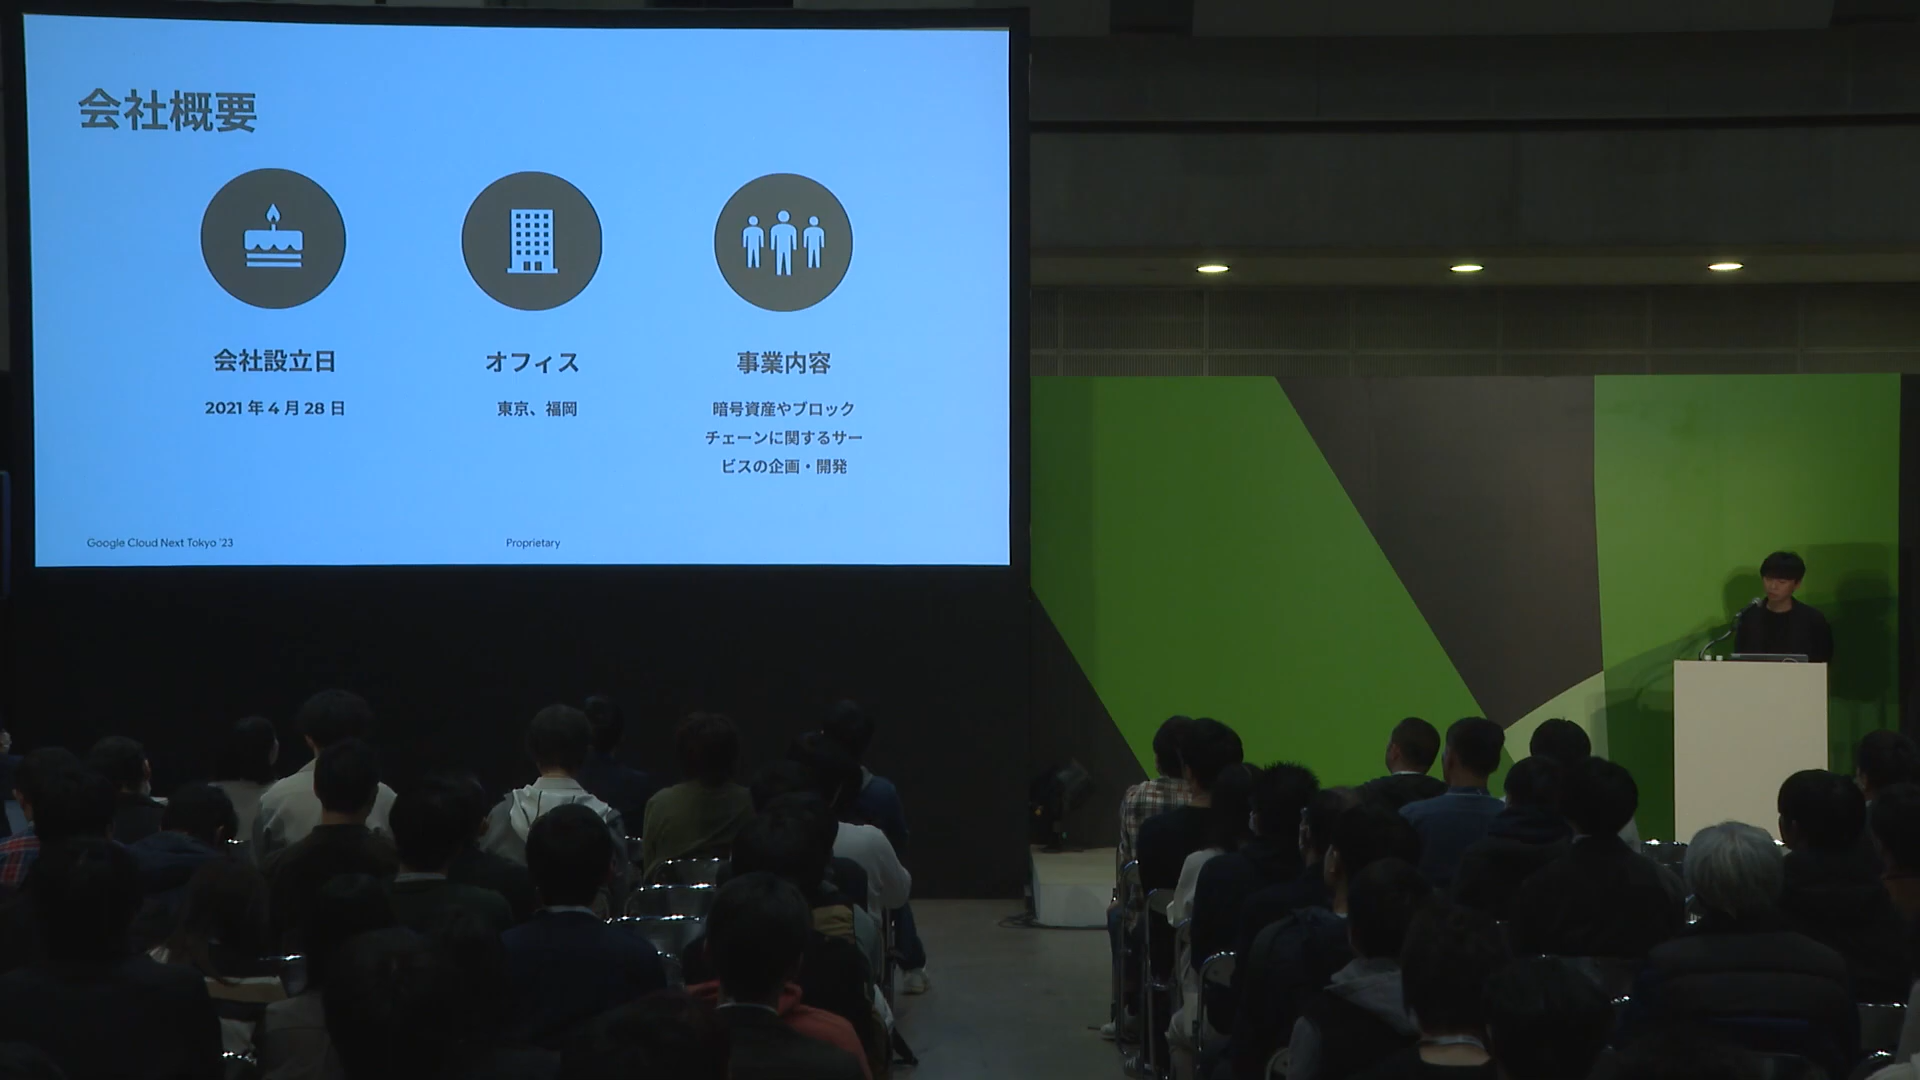 会社概要
会社設立日
2021 年 4 月 28 日
オフィス
東京、福岡
事業内容
暗号資産やブロック
チェーンに関するサー
ビスの企画・開発
Google Cloud Next Tokyo '23
Proprietary